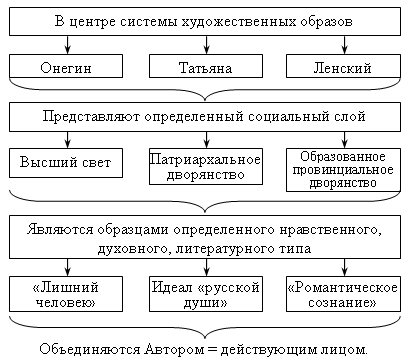 В центре системы художественных образов
Онегин
Татьяна
Ленский
Представляют определенный социальный слой
Высший свет
Патриархальное
дворянство
Образованное
провинциальное
дворянство
Являются образцами определенного нравственного,
духовного, литературного типа
«Лишний
человек»
Идеал «русской
души»
«Романтическое
сознание»
Объединяются Автором = действующим лицом.